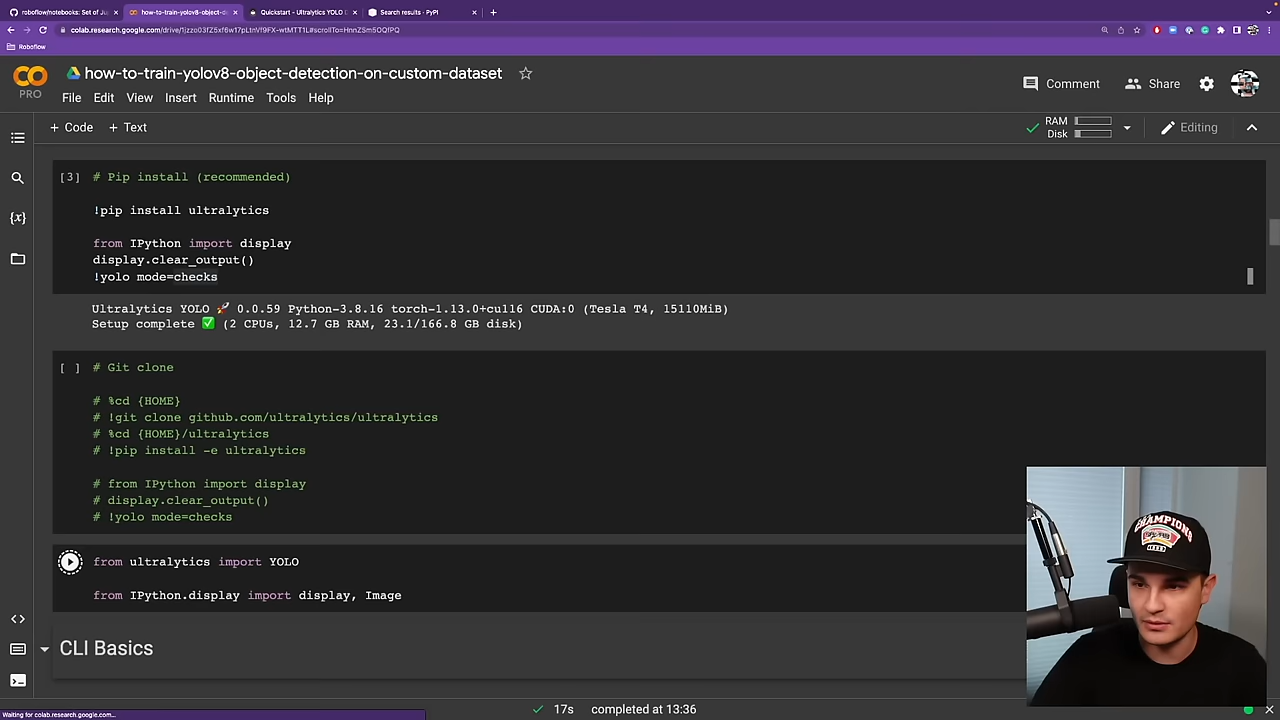 roboflow/notebooks: Set of Ju
how-to-train-yolov8-object-de
Quickstart - Ultralytics YOLO D
Search results · PyPI
colab.research.google.com/drive/1jzzo03fZ5xf6w17pLtnVf9FX-wtMTT1L#scrollTo=HnnZSm5OQfPQ
Roboflow
PRO
how-to-train-yolov8-object-detection-on-custom-dataset
File Edit View Insert Runtime Tools Help
Comment
Share
+ Code + Text
RAM
Disk
Editing
[3] # Pip install (recommended)
!pip install ultralytics
from IPython import display
display.clear_output()
!yolo mode=checks
Ultralytics YOLO 🚀 0.0.59 Python-3.8.16 torch-1.13.0+cu116 CUDA:0 (Tesla T4, 15110MiB)
Setup complete ✅ (2 CPUs, 12.7 GB RAM, 23.1/166.8 GB disk)
[ ] # Git clone
# %cd {HOME}
# !git clone github.com/ultralytics/ultralytics
# %cd {HOME}/ultralytics
# !pip install -e ultralytics
# from IPython import display
# display.clear_output()
# !yolo mode=checks
from ultralytics import YOLO
from IPython.display import display, Image
CLI Basics
CHAMPIONS
17s completed at 13:36
Waiting for colab.research.google.com...